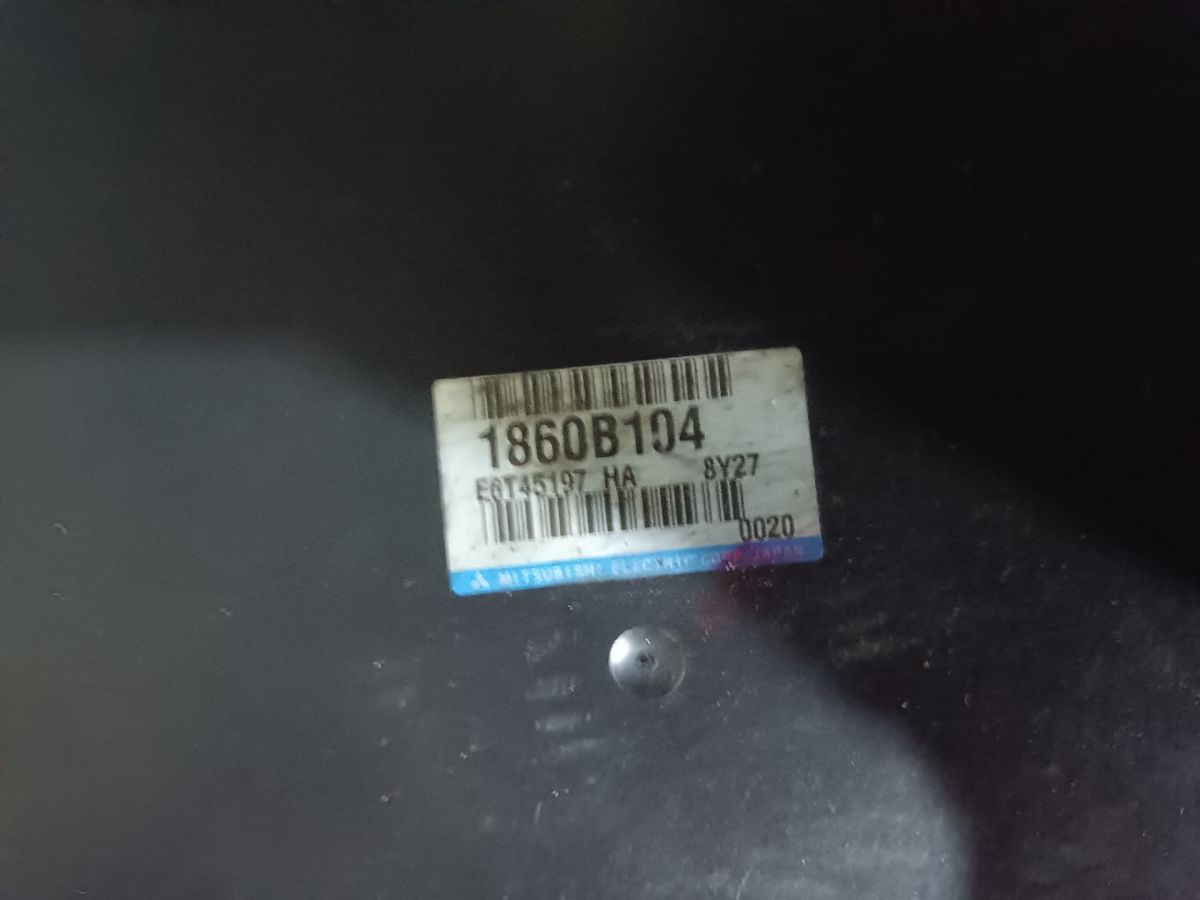 1860B104
E6T45197 HA 8Y27
0020
MITSUBISHI ELECTRIC CORP. JAPAN